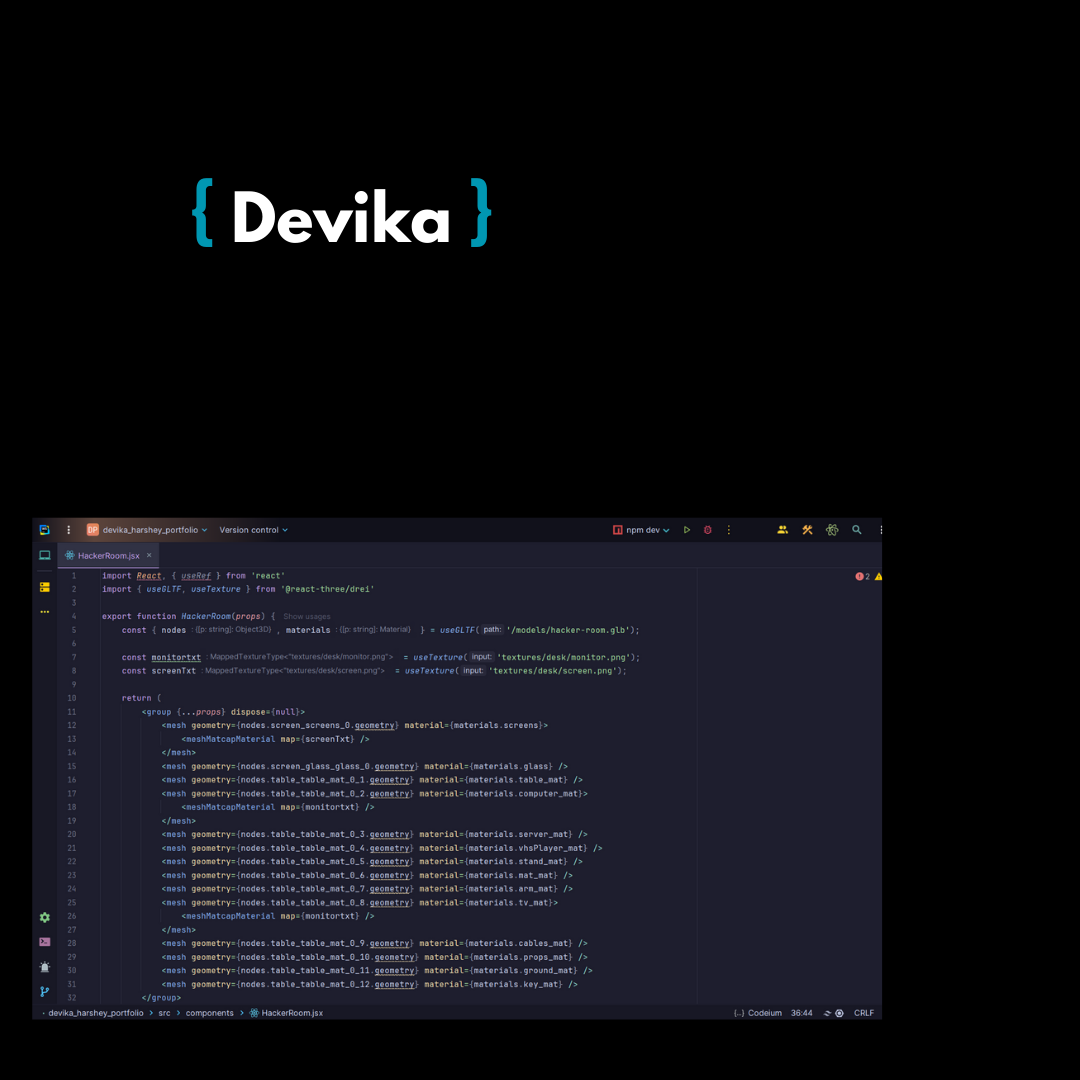 { Devika }
DP devika_harshey_portfolio Version control npm dev
HackerRoom.jsx ×
1 import React, { useRef } from 'react'
2 import { useGLTF, useTexture } from '@react-three/drei'
3
4 export function HackerRoom(props) { Show usages
5 const { nodes : {[p: string]: Object3D} , materials : {[p: string]: Material} } = useGLTF( path: '/models/hacker-room.glb');
6
7 const monitortxt : MappedTextureType<"textures/desk/monitor.png"> = useTexture( input: 'textures/desk/monitor.png');
8 const screenTxt : MappedTextureType<"textures/desk/screen.png"> = useTexture( input: 'textures/desk/screen.png');
9
10 return (
11 <group {...props} dispose={null}>
12 <mesh geometry={nodes.screen_screens_0.geometry} material={materials.screens}>
13 <meshMatcapMaterial map={screenTxt} />
14 </mesh>
15 <mesh geometry={nodes.screen_glass_glass_0.geometry} material={materials.glass} />
16 <mesh geometry={nodes.table_table_mat_0_1.geometry} material={materials.table_mat} />
17 <mesh geometry={nodes.table_table_mat_0_2.geometry} material={materials.computer_mat}>
18 <meshMatcapMaterial map={monitortxt} />
19 </mesh>
20 <mesh geometry={nodes.table_table_mat_0_3.geometry} material={materials.server_mat} />
21 <mesh geometry={nodes.table_table_mat_0_4.geometry} material={materials.vhsPlayer_mat} />
22 <mesh geometry={nodes.table_table_mat_0_5.geometry} material={materials.stand_mat} />
23 <mesh geometry={nodes.table_table_mat_0_6.geometry} material={materials.mat_mat} />
24 <mesh geometry={nodes.table_table_mat_0_7.geometry} material={materials.arm_mat} />
25 <mesh geometry={nodes.table_table_mat_0_8.geometry} material={materials.tv_mat}>
26 <meshMatcapMaterial map={monitortxt} />
27 </mesh>
28 <mesh geometry={nodes.table_table_mat_0_9.geometry} material={materials.cables_mat} />
29 <mesh geometry={nodes.table_table_mat_0_10.geometry} material={materials.props_mat} />
30 <mesh geometry={nodes.table_table_mat_0_11.geometry} material={materials.ground_mat} />
31 <mesh geometry={nodes.table_table_mat_0_12.geometry} material={materials.key_mat} />
32 </group>
2
devika_harshey_portfolio > src > components > HackerRoom.jsx {..} Codeium 36:44 CRLF